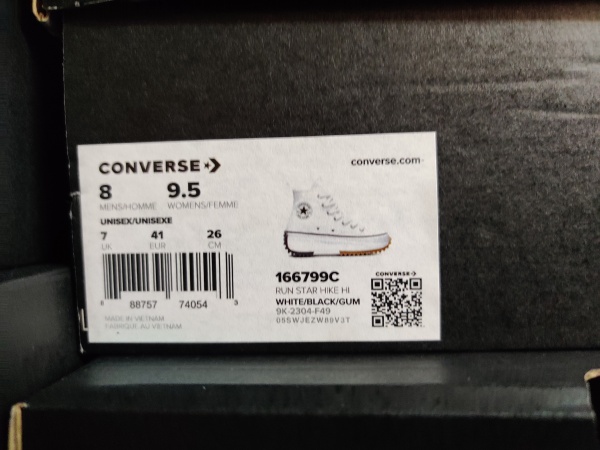 CONVERSE
converse.com
8 9.5
MENS/HOMME WOMENS/FEMME
UNISEX/UNISEXE
7 41 26
UK EUR CM
88757 74054 3
MADE IN VIETNAM
FABRIQUE AU VIETNAM
166799C
RUN STAR HIKE HI
WHITE/BLACK/GUM
9K-2304-F49
CONVERSE